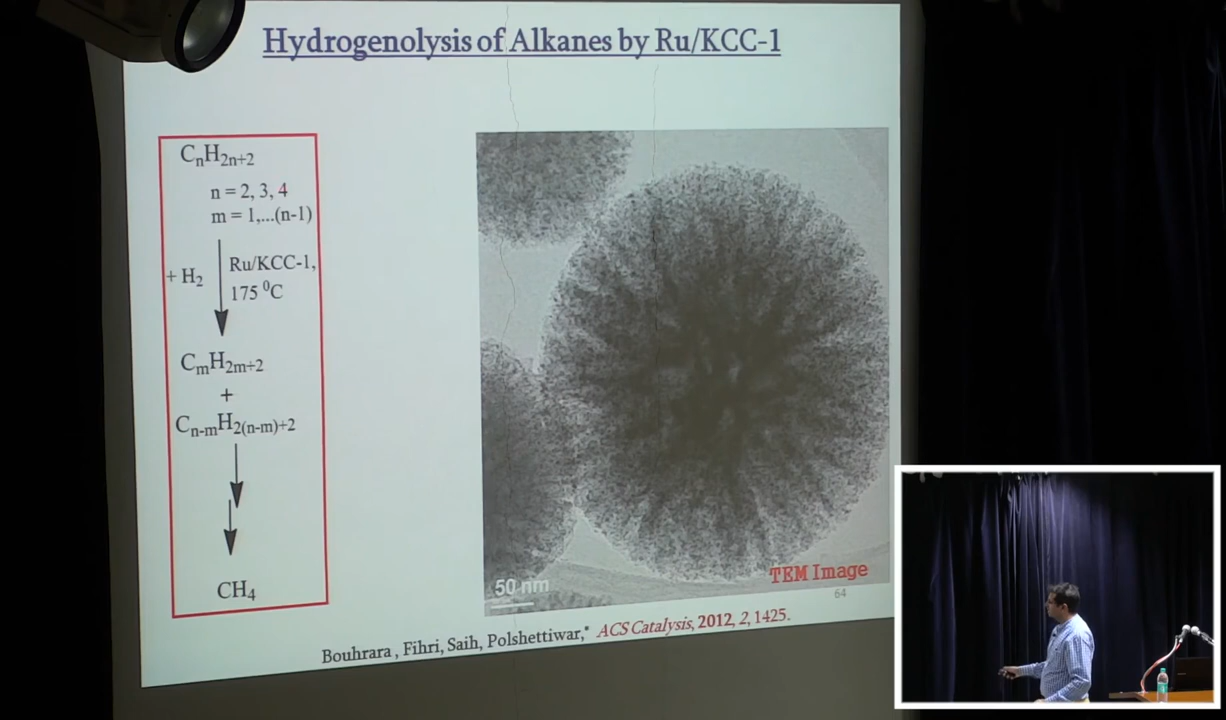 Hydrogenolysis of Alkanes by Ru/KCC-1
CₙH₂ₙ₊₂
n = 2, 3, 4
m = 1,...(n-1)
+ H₂
Ru/KCC-1,
175 ⁰C
CₘH₂ₘ₊₂
+
Cₙ₋ₘH₂₍ₙ₋ₘ₎₊₂
CH₄
50 nm
TEM Image
64
Bouhrara , Fihri, Saih, Polshettiwar,* ACS Catalysis, 2012, 2, 1425.